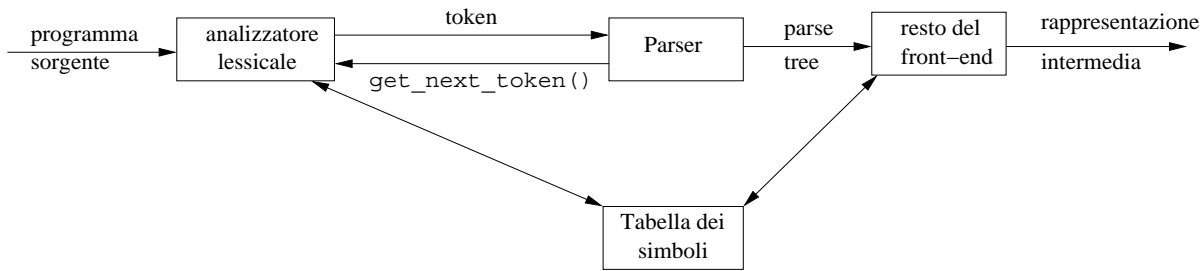 programma
sorgente
analizzatore
lessicale
token
get_next_token()
Parser
parse
tree
resto del
front−end
rappresentazione
intermedia
Tabella dei
simboli